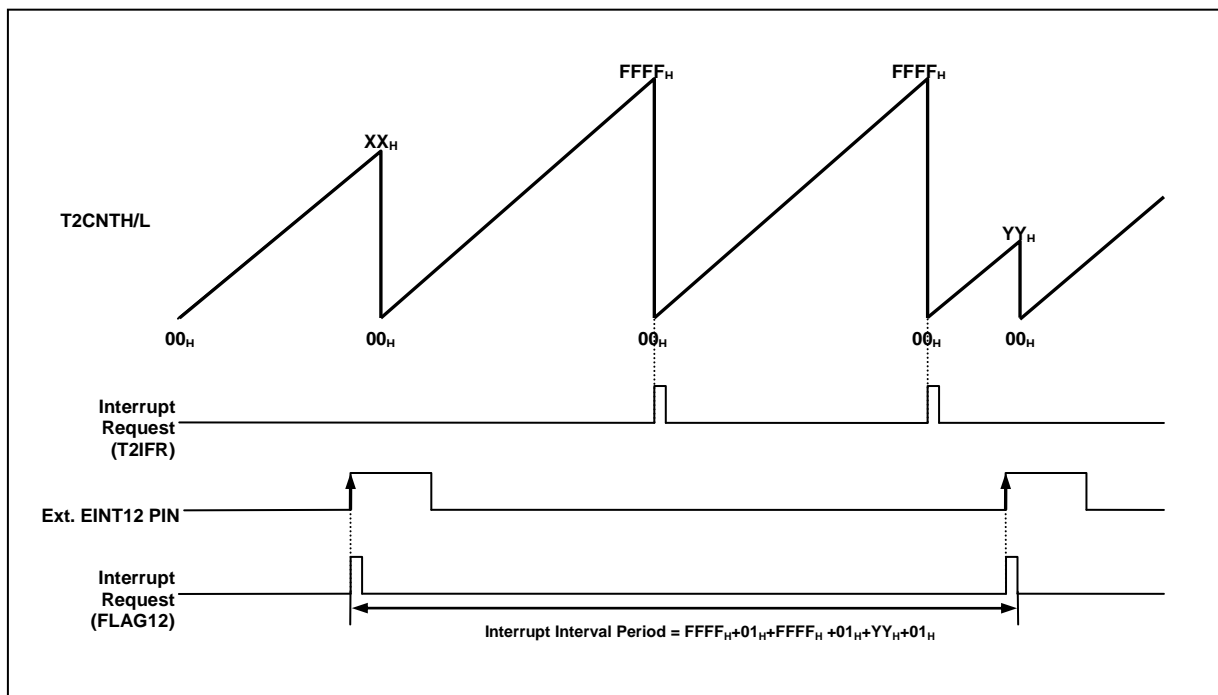 FFFFH FFFFH
XXH
T2CNTH/L
YYH
00H 00H 00H 00H 00H
Interrupt
Request
(T2IFR)
Ext. EINT12 PIN
Interrupt
Request
(FLAG12)
Interrupt Interval Period = FFFFH+01H+FFFFH +01H+YYH+01H